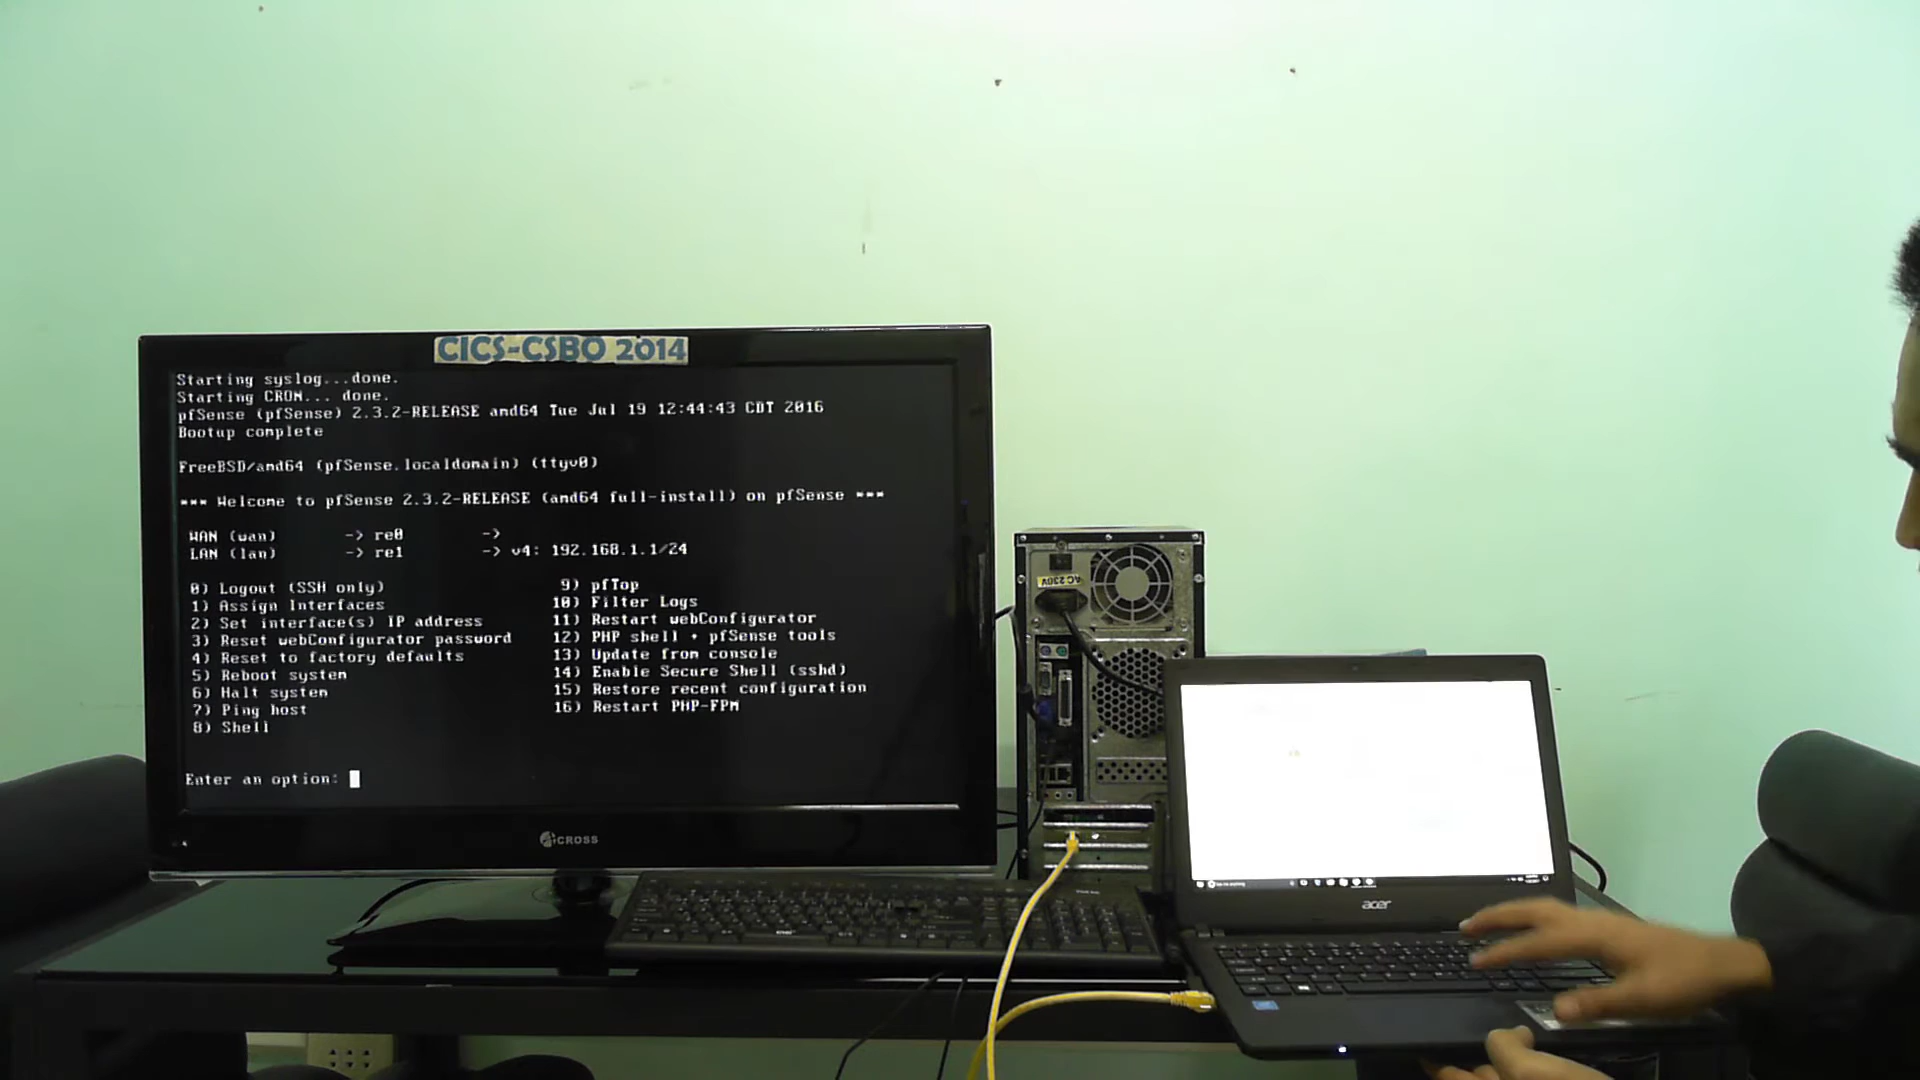 CICS-CSBO 2014
Starting syslog...done.
Starting CRON... done.
pfSense (pfSense) 2.3.2-RELEASE amd64 Tue Jul 19 12:44:43 CDT 2016
Bootup complete
FreeBSD/amd64 (pfSense.localdomain) (ttyv0)
*** Welcome to pfSense 2.3.2-RELEASE (amd64 full-install) on pfSense ***
WAN (wan) -> re0 ->
LAN (lan) -> re1 -> v4: 192.168.1.1/24
0) Logout (SSH only)
1) Assign Interfaces
2) Set interface(s) IP address
3) Reset webConfigurator password
4) Reset to factory defaults
5) Reboot system
6) Halt system
7) Ping host
8) Shell
9) pfTop
10) Filter Logs
11) Restart webConfigurator
12) PHP shell + pfSense tools
13) Update from console
14) Enable Secure Shell (sshd)
15) Restore recent configuration
16) Restart PHP-FPM
Enter an option:
CROSS
AC 230V
acer